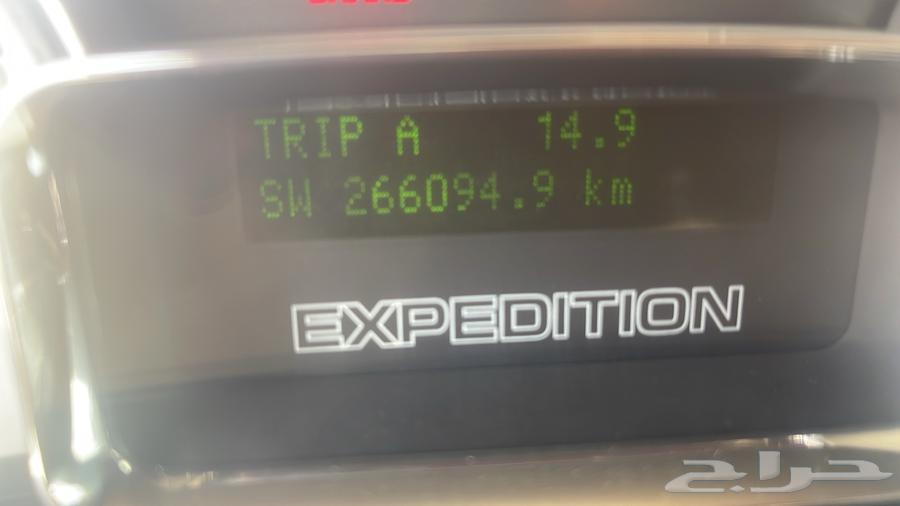 TRIP A 14.9
SW 266094.9 km
EXPEDITION
حراج